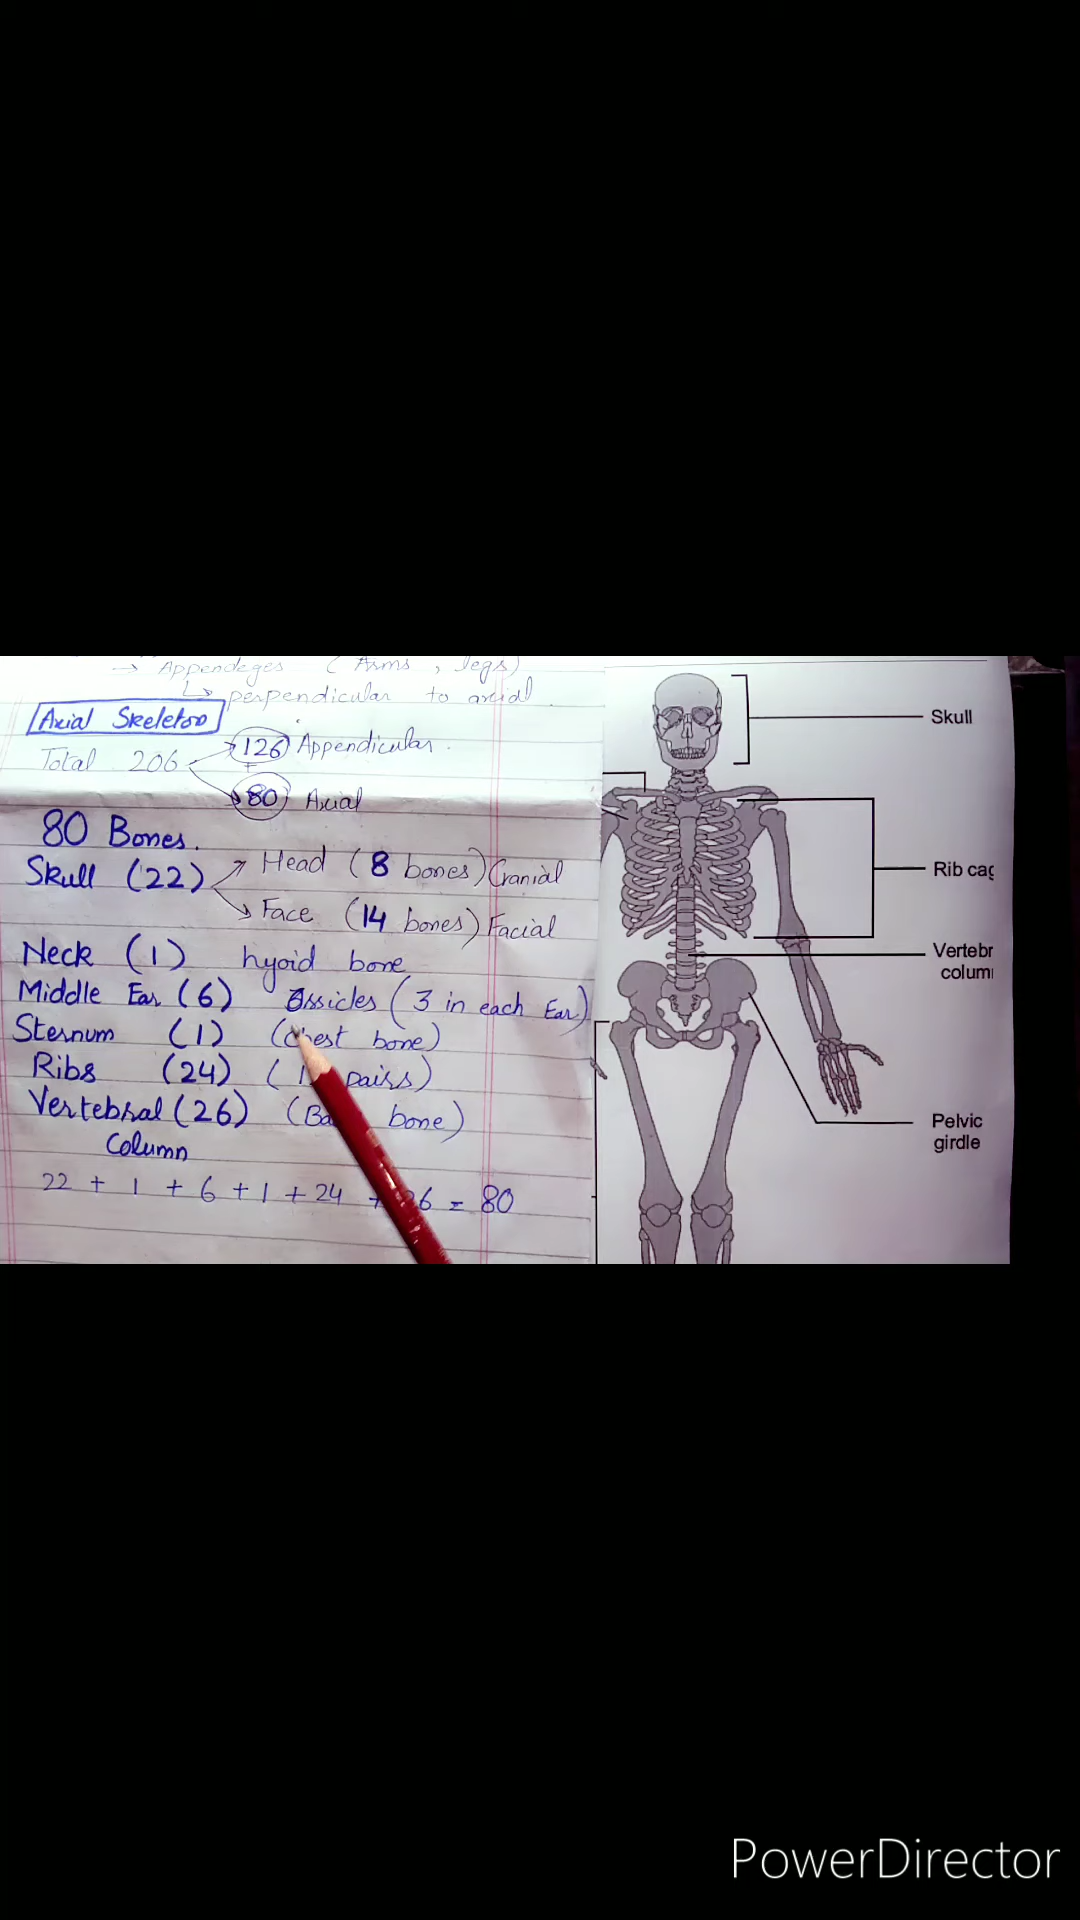 → Appendeges (Arms, legs)
↳ perpendicular to axial
Axial Skeleton
Total 206 → 126 Appendicular.
+
80 Axial
80 Bones.
Skull (22) → Head (8 bones) Cranial
→ Face (14 bones) Facial
Neck (1) hyoid bone
Middle Ear (6) Ossicles (3 in each Ear)
Sternum (1) (Chest bone)
Ribs (24) ( pairs)
Vertebral (26) ( bone)
Column
22 + 1 + 6 + 1 + 24 + 26 = 80
Skull
Rib cag
Vertebr
colum
Pelvic
girdle
PowerDirector